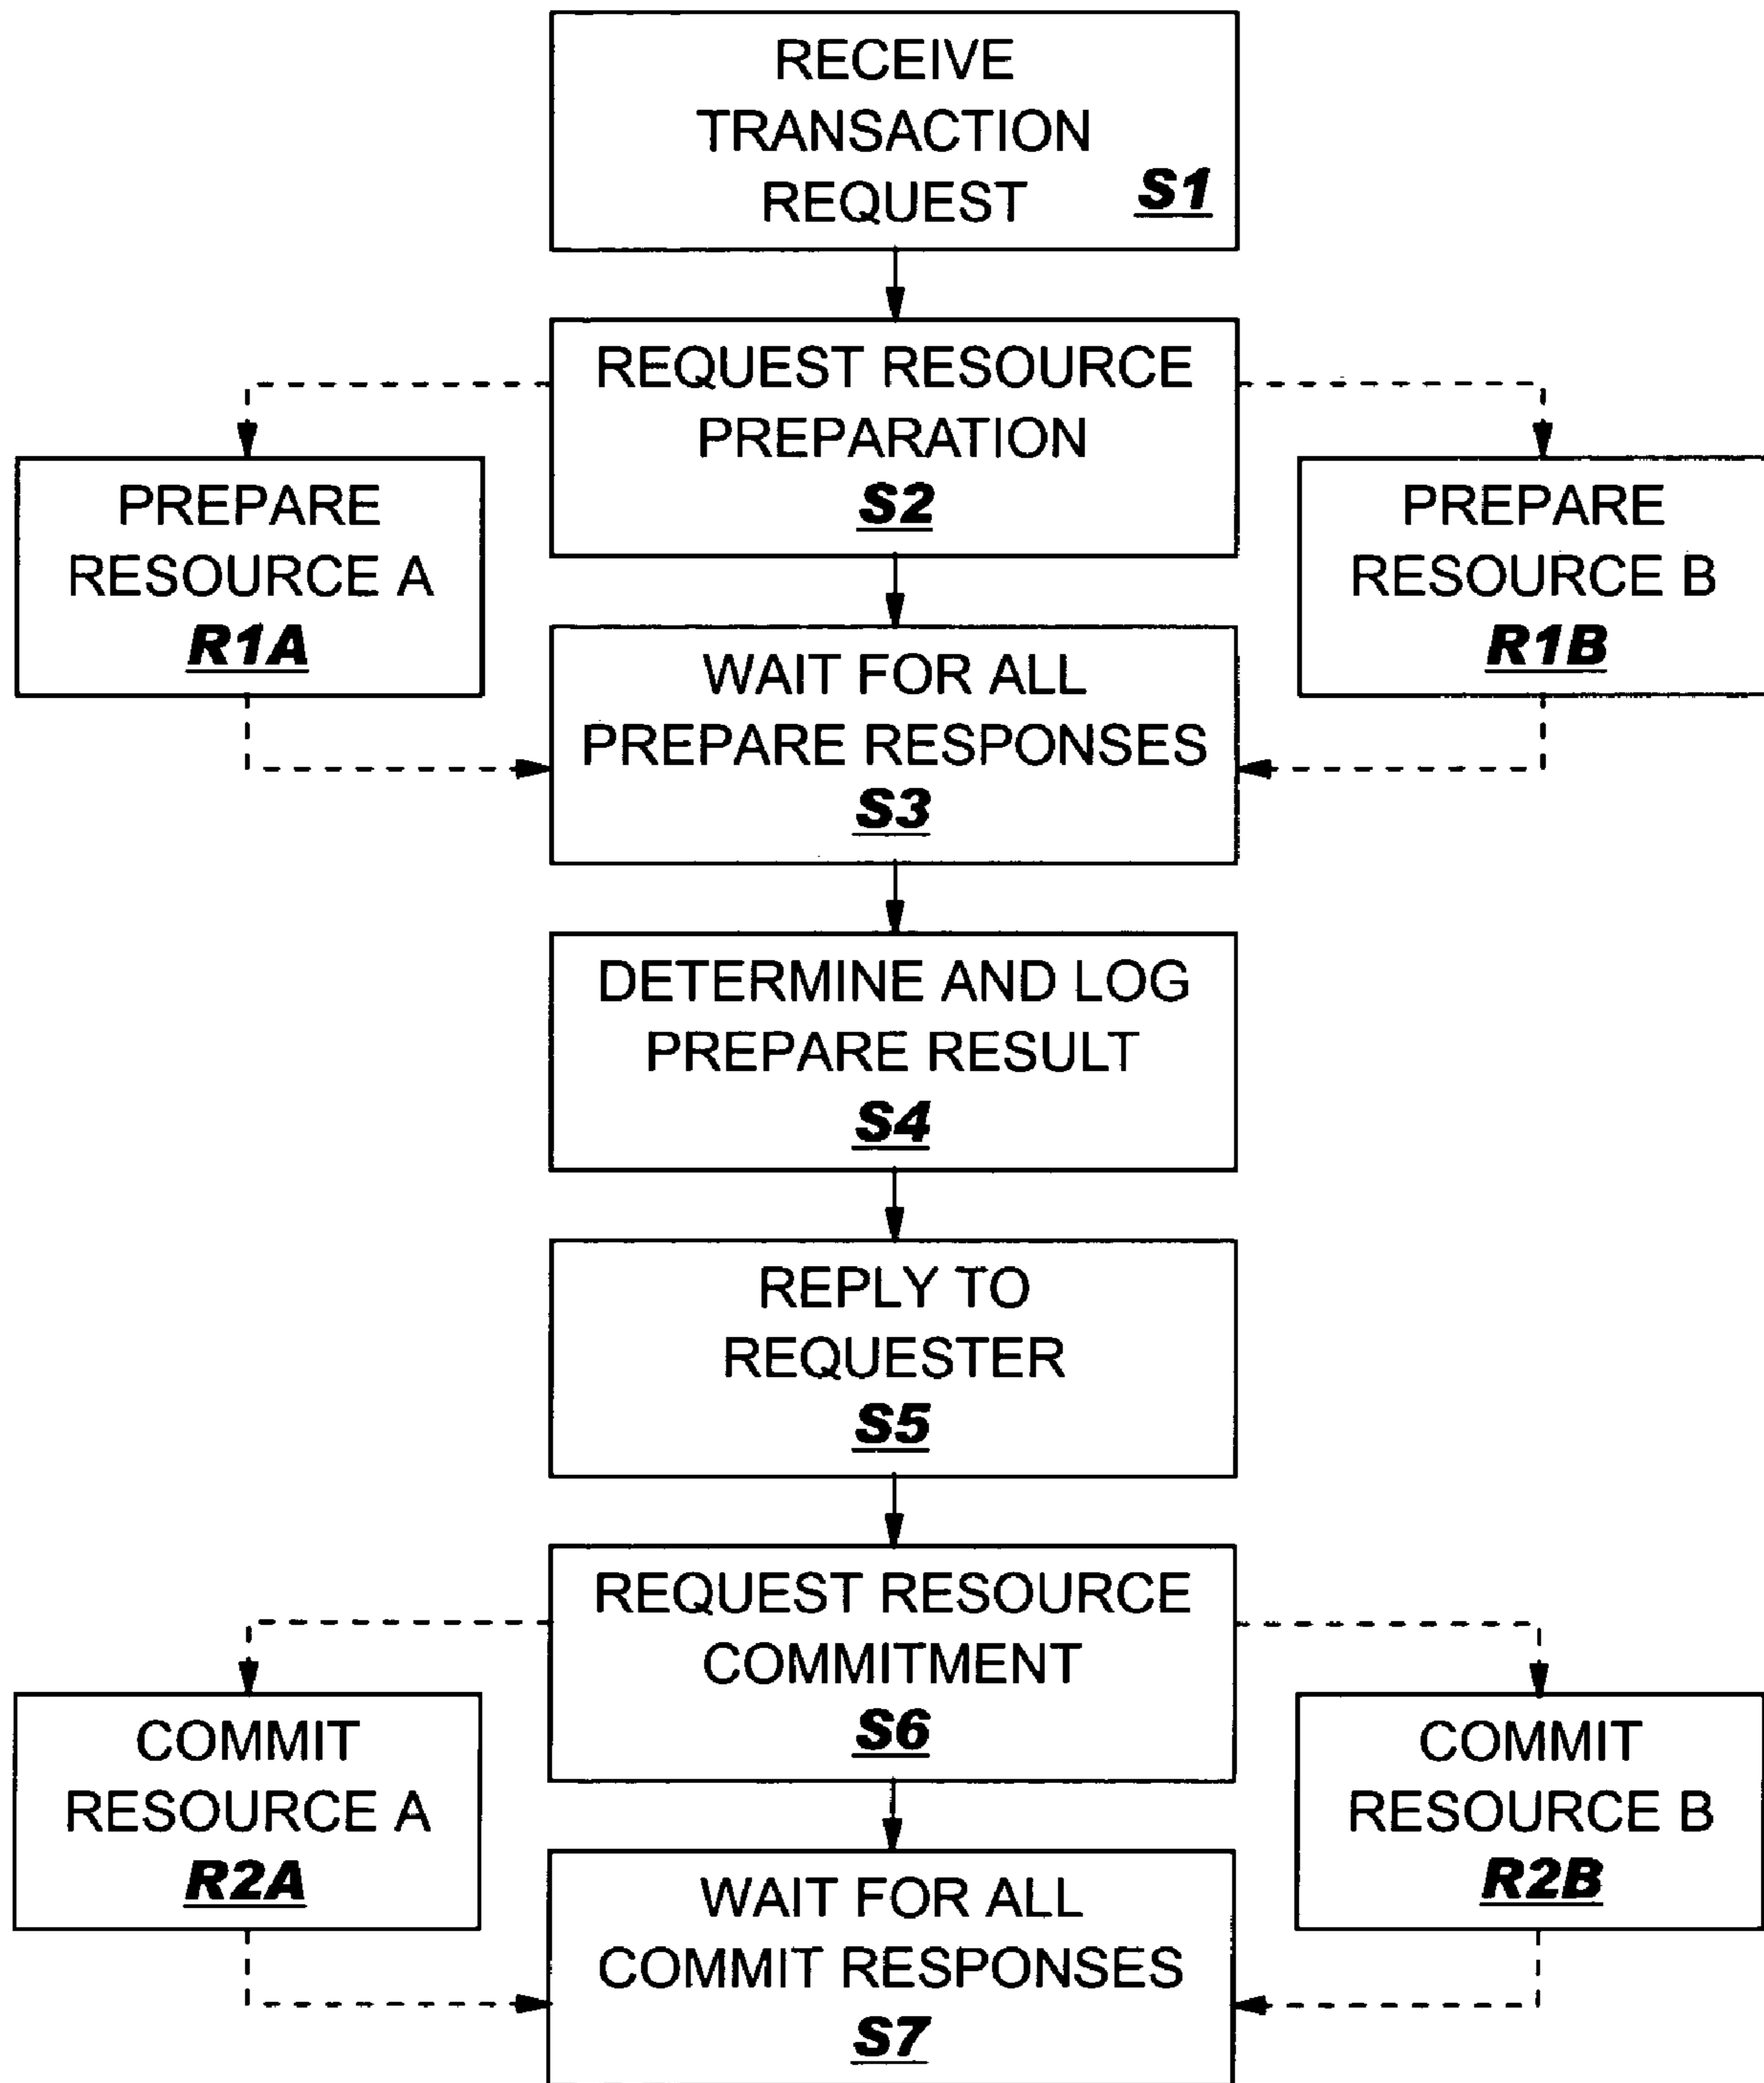 RECEIVE
TRANSACTION
REQUEST
S1
REQUEST RESOURCE
PREPARATION
S2
PREPARE
RESOURCE A
R1A
PREPARE
RESOURCE B
R1B
WAIT FOR ALL
PREPARE RESPONSES
S3
DETERMINE AND LOG
PREPARE RESULT
S4
REPLY TO
REQUESTER
S5
REQUEST RESOURCE
COMMITMENT
S6
COMMIT
RESOURCE A
R2A
COMMIT
RESOURCE B
R2B
WAIT FOR ALL
COMMIT RESPONSES
S7